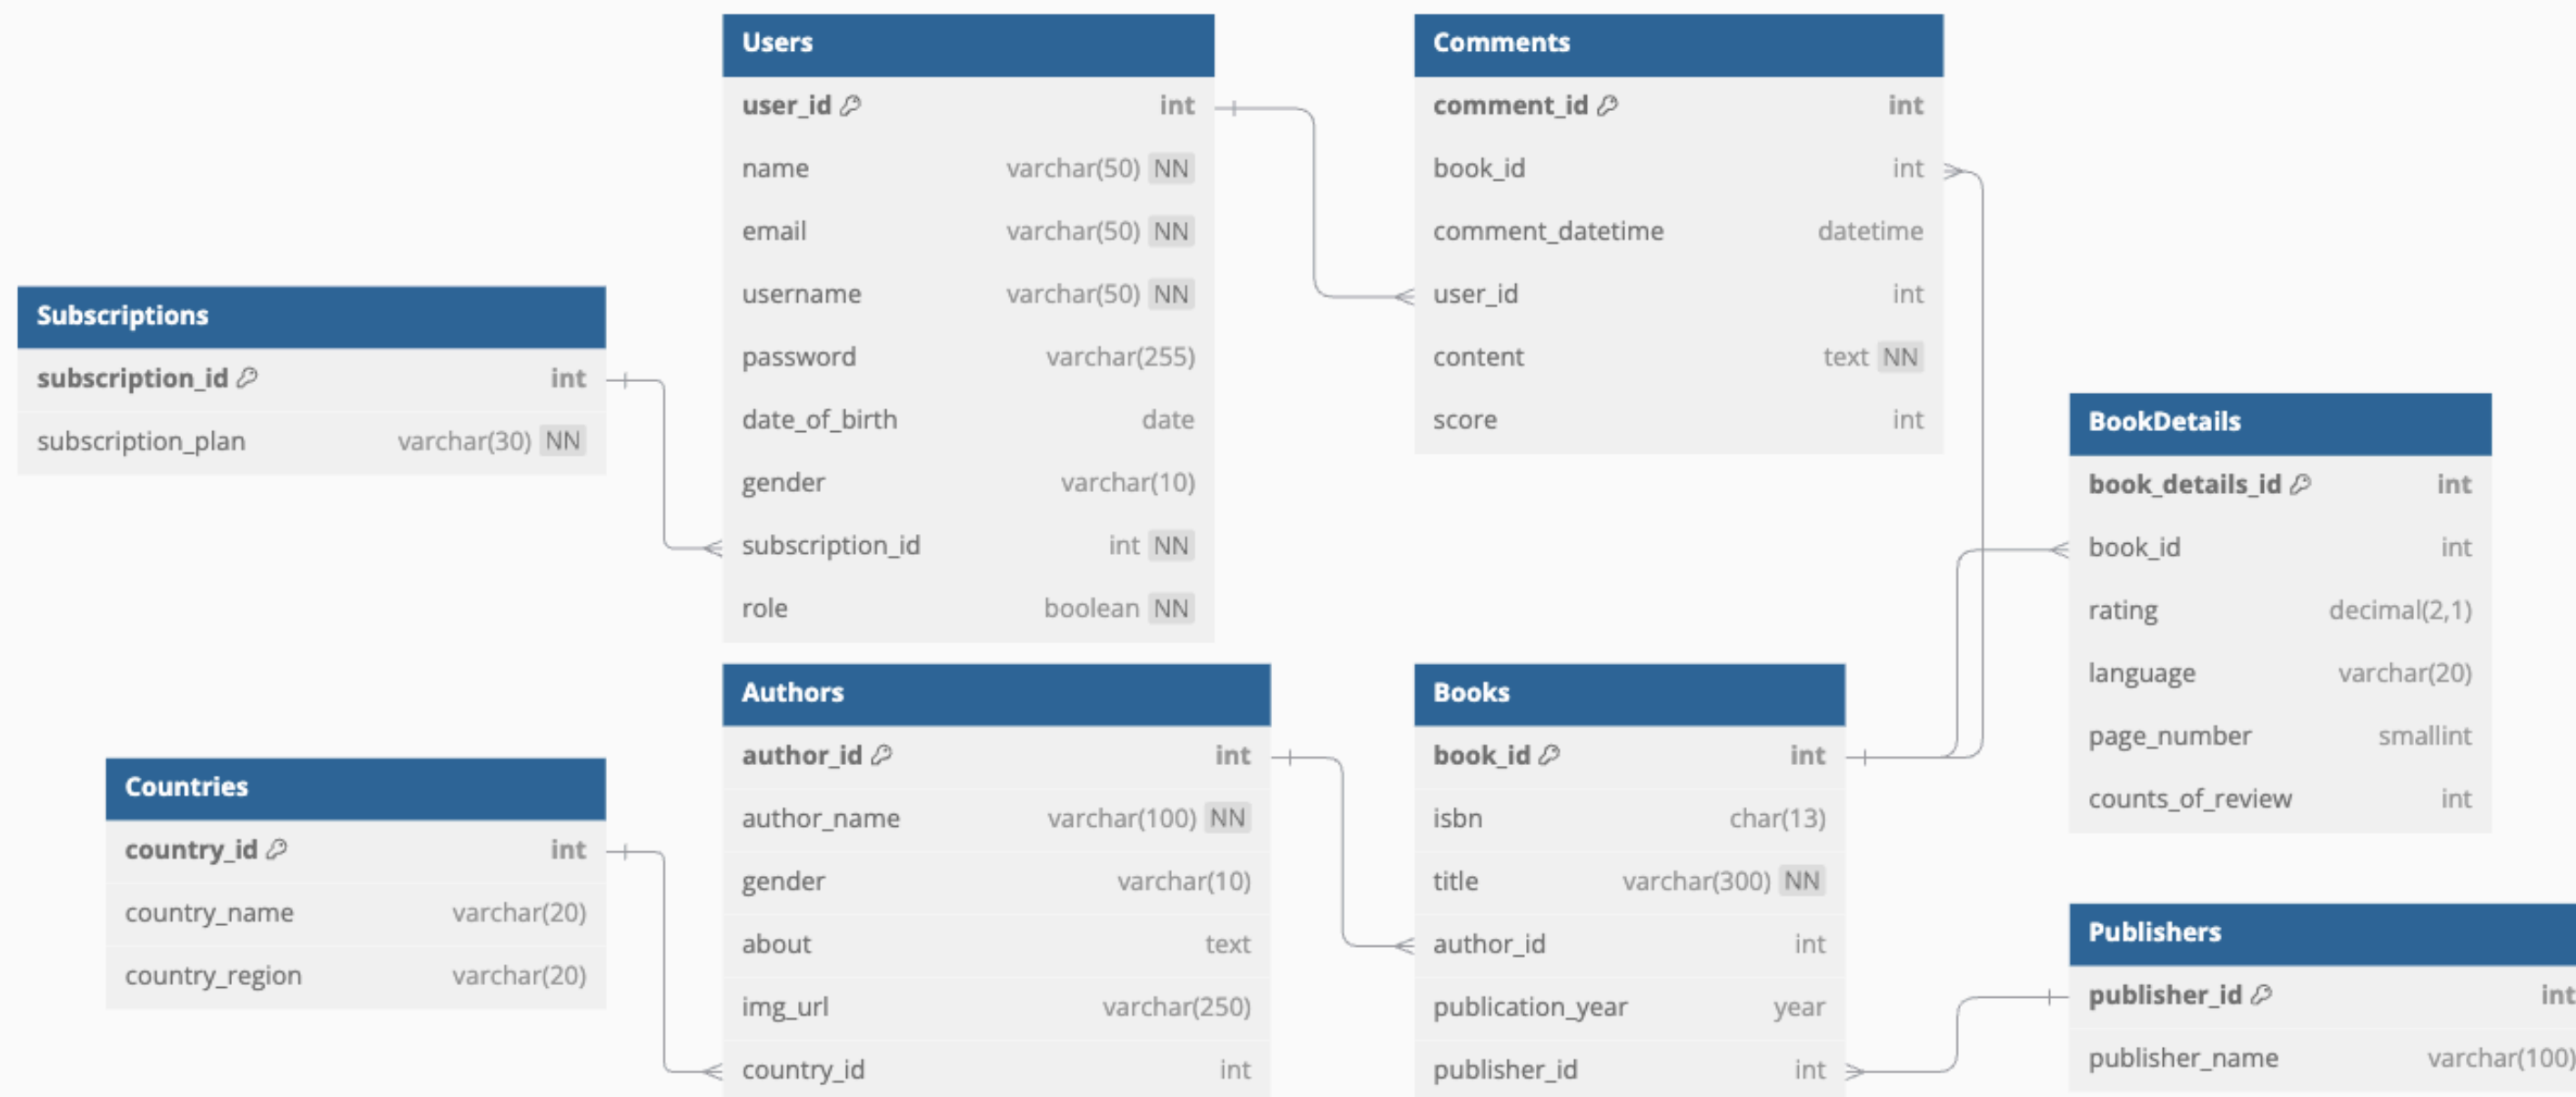 Users
user_id int
name varchar(50) NN
email varchar(50) NN
username varchar(50) NN
password varchar(255)
date_of_birth date
gender varchar(10)
subscription_id int NN
role boolean NN
Comments
comment_id int
book_id int
comment_datetime datetime
user_id int
content text NN
score int
Subscriptions
subscription_id int
subscription_plan varchar(30) NN
BookDetails
book_details_id int
book_id int
rating decimal(2,1)
language varchar(20)
page_number smallint
counts_of_review int
Authors
author_id int
author_name varchar(100) NN
gender varchar(10)
about text
img_url varchar(250)
country_id int
Books
book_id int
isbn char(13)
title varchar(300) NN
author_id int
publication_year year
publisher_id int
Countries
country_id int
country_name varchar(20)
country_region varchar(20)
Publishers
publisher_id int
publisher_name varchar(100)